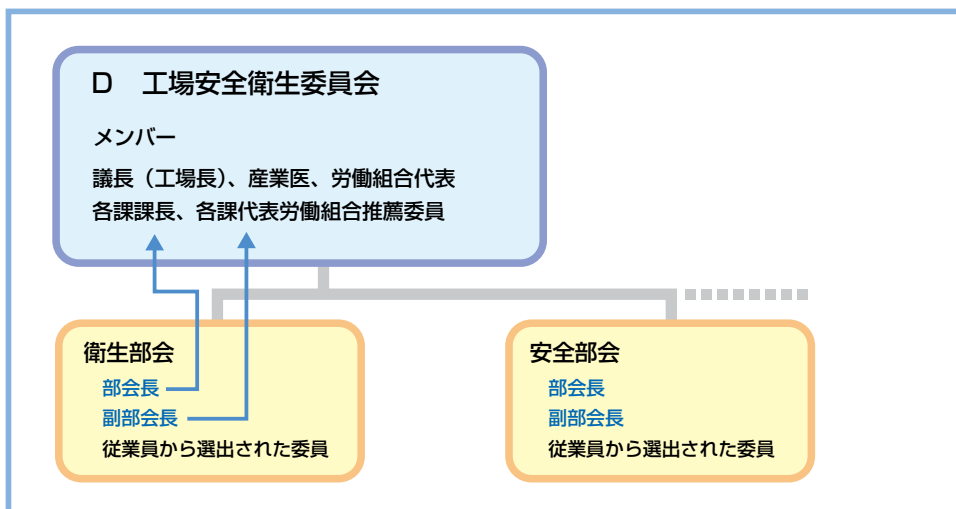 D　工場安全衛生委員会
メンバー
議長（工場長）、産業医、労働組合代表
各課課長、各課代表労働組合推薦委員
衛生部会
部会長
副部会長
従業員から選出された委員
安全部会
部会長
副部会長
従業員から選出された委員